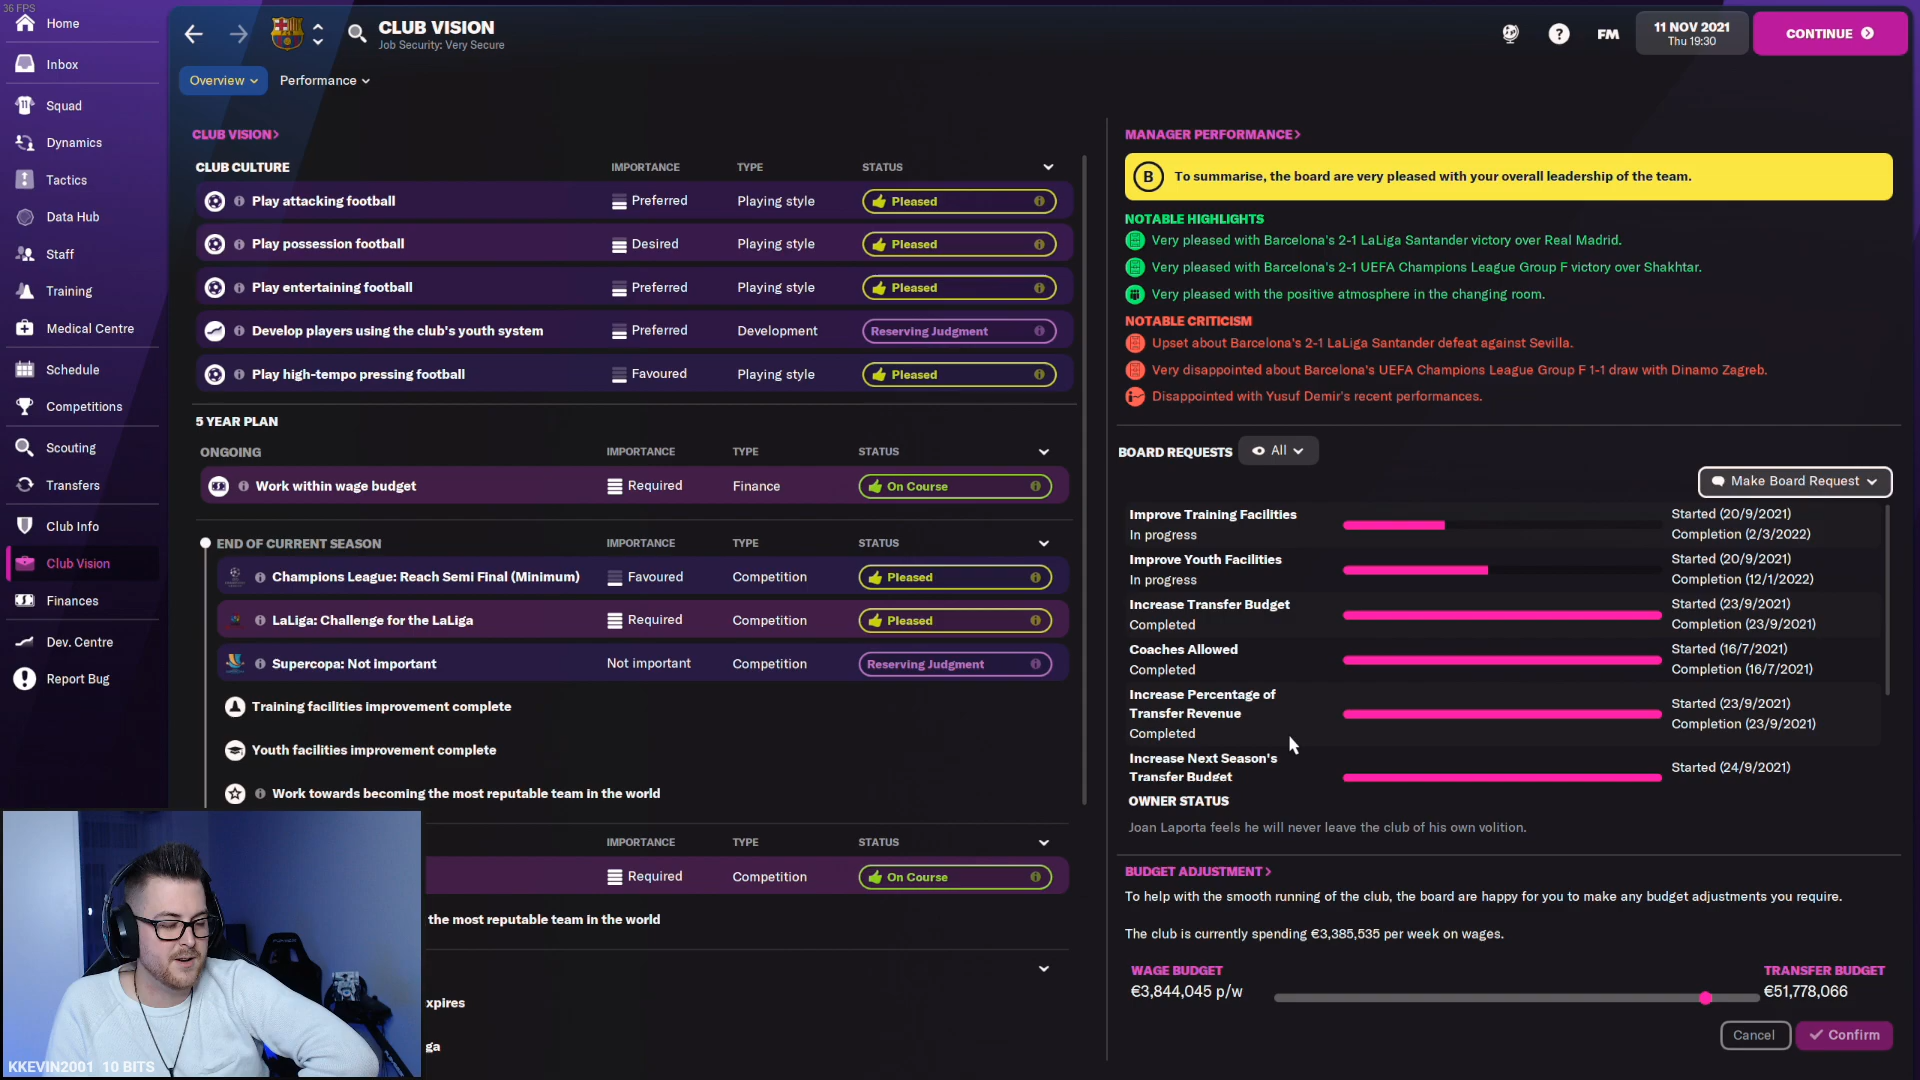 36 FPS
Home
Inbox
Squad
Dynamics
Tactics
Data Hub
Staff
Training
Medical Centre
Schedule
Competitions
Scouting
Transfers
Club Info
Club Vision
Finances
Dev. Centre
Report Bug
CLUB VISION
Job Security: Very Secure
FM
11 NOV 2021
Thu 19:30
CONTINUE
Overview
Performance
CLUB VISION>
CLUB CULTURE IMPORTANCE TYPE STATUS
Play attacking football Preferred Playing style Pleased
Play possession football Desired Playing style Pleased
Play entertaining football Preferred Playing style Pleased
Develop players using the club's youth system Preferred Development Reserving Judgment
Play high-tempo pressing football Favoured Playing style Pleased
5 YEAR PLAN
ONGOING IMPORTANCE TYPE STATUS
Work within wage budget Required Finance On Course
END OF CURRENT SEASON IMPORTANCE TYPE STATUS
Champions League: Reach Semi Final (Minimum) Favoured Competition Pleased
LaLiga: Challenge for the LaLiga Required Competition Pleased
Supercopa: Not important Not important Competition Reserving Judgment
Training facilities improvement complete
Youth facilities improvement complete
Work towards becoming the most reputable team in the world
IMPORTANCE TYPE STATUS
Required Competition On Course
the most reputable team in the world
xpires
ga
KKEVIN2001 10 BITS
MANAGER PERFORMANCE>
B To summarise, the board are very pleased with your overall leadership of the team.
NOTABLE HIGHLIGHTS
Very pleased with Barcelona's 2-1 LaLiga Santander victory over Real Madrid.
Very pleased with Barcelona's 2-1 UEFA Champions League Group F victory over Shakhtar.
Very pleased with the positive atmosphere in the changing room.
NOTABLE CRITICISM
Upset about Barcelona's 2-1 LaLiga Santander defeat against Sevilla.
Very disappointed about Barcelona's UEFA Champions League Group F 1-1 draw with Dinamo Zagreb.
Disappointed with Yusuf Demir's recent performances.
BOARD REQUESTS All
Make Board Request
Improve Training Facilities Started (20/9/2021)
In progress Completion (2/3/2022)
Improve Youth Facilities Started (20/9/2021)
In progress Completion (12/1/2022)
Increase Transfer Budget Started (23/9/2021)
Completed Completion (23/9/2021)
Coaches Allowed Started (16/7/2021)
Completed Completion (16/7/2021)
Increase Percentage of
Transfer Revenue Started (23/9/2021)
Completed Completion (23/9/2021)
Increase Next Season's
Transfer Budget Started (24/9/2021)
OWNER STATUS
Joan Laporta feels he will never leave the club of his own volition.
BUDGET ADJUSTMENT>
To help with the smooth running of the club, the board are happy for you to make any budget adjustments you require.
The club is currently spending €3,385,535 per week on wages.
WAGE BUDGET TRANSFER BUDGET
€3,844,045 p/w €51,778,066
Cancel Confirm